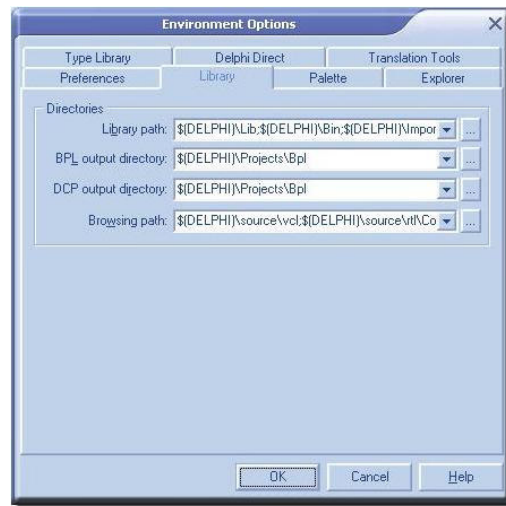 Environment Options
Type Library Delphi Direct Translation Tools
Preferences Library Palette Explorer
Directories
Library path: $(DELPHI)\Lib;$(DELPHI)\Bin;$(DELPHI)\Impor ...
BPL output directory: $(DELPHI)\Projects\Bpl ...
DCP output directory: $(DELPHI)\Projects\Bpl ...
Browsing path: $(DELPHI)\source\vcl;$(DELPHI)\source\rtl\Co ...
OK Cancel Help